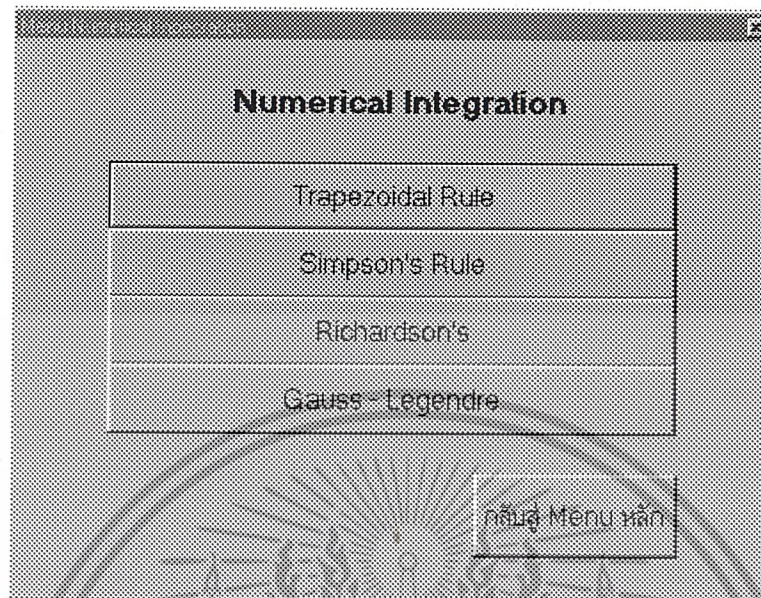 Numerical Integration
Trapezoidal Rule
Simpson's Rule
Richardson's
Gauss - Legendre
กลับสู่ Menu หลัก